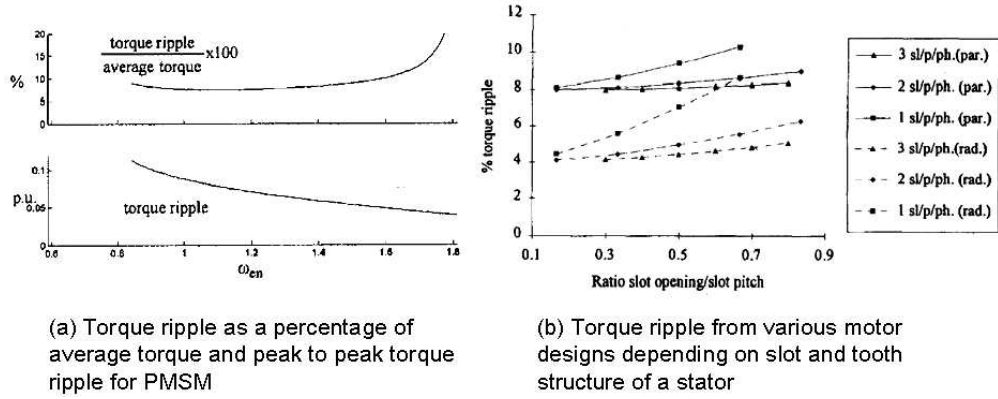 20
15
%
10
5
0
torque ripple
average torque
x100
0.1
p.u.
0.05
0
torque ripple
0.6 0.8 1 1.2 1.4 1.6 1.8
ωen
12
10
8
6
4
2
0
% torque ripple
0.1 0.3 0.5 0.7 0.9
Ratio slot opening/slot pitch
3 sl/p/ph.(par.)
2 sl/p/ph. (par.)
1 sl/p/ph. (par.)
3 sl/p/ph.(rad.)
2 sl/p/ph. (rad.)
1 sl/p/ph. (rad.)
(a) Torque ripple as a percentage of
average torque and peak to peak torque
ripple for PMSM
(b) Torque ripple from various motor
designs depending on slot and tooth
structure of a stator